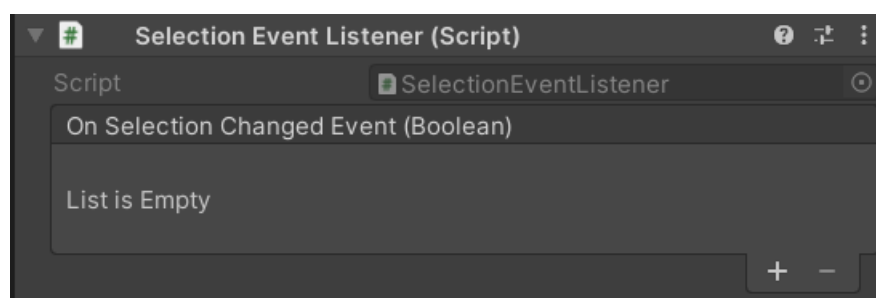 Selection Event Listener (Script)
Script SelectionEventListener
On Selection Changed Event (Boolean)
List is Empty